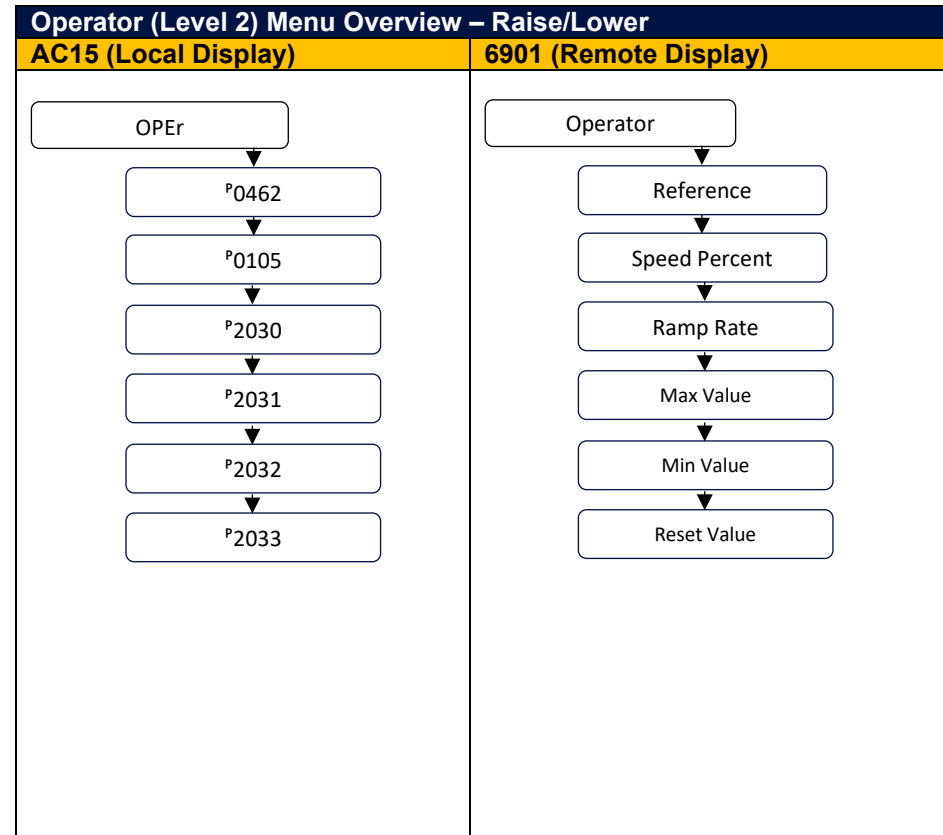 Operator (Level 2) Menu Overview – Raise/Lower
AC15 (Local Display)
6901 (Remote Display)
OPEr
ᴾ0462
ᴾ0105
ᴾ2030
ᴾ2031
ᴾ2032
ᴾ2033
Operator
Reference
Speed Percent
Ramp Rate
Max Value
Min Value
Reset Value